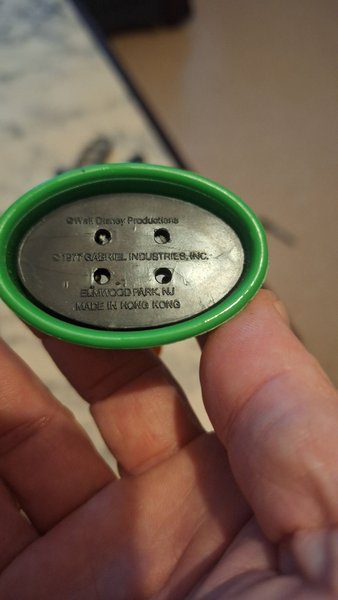 ©Walt Disney Productions
©1977 GABRIEL INDUSTRIES, INC.
ELMWOOD PARK, NJ
MADE IN HONG KONG